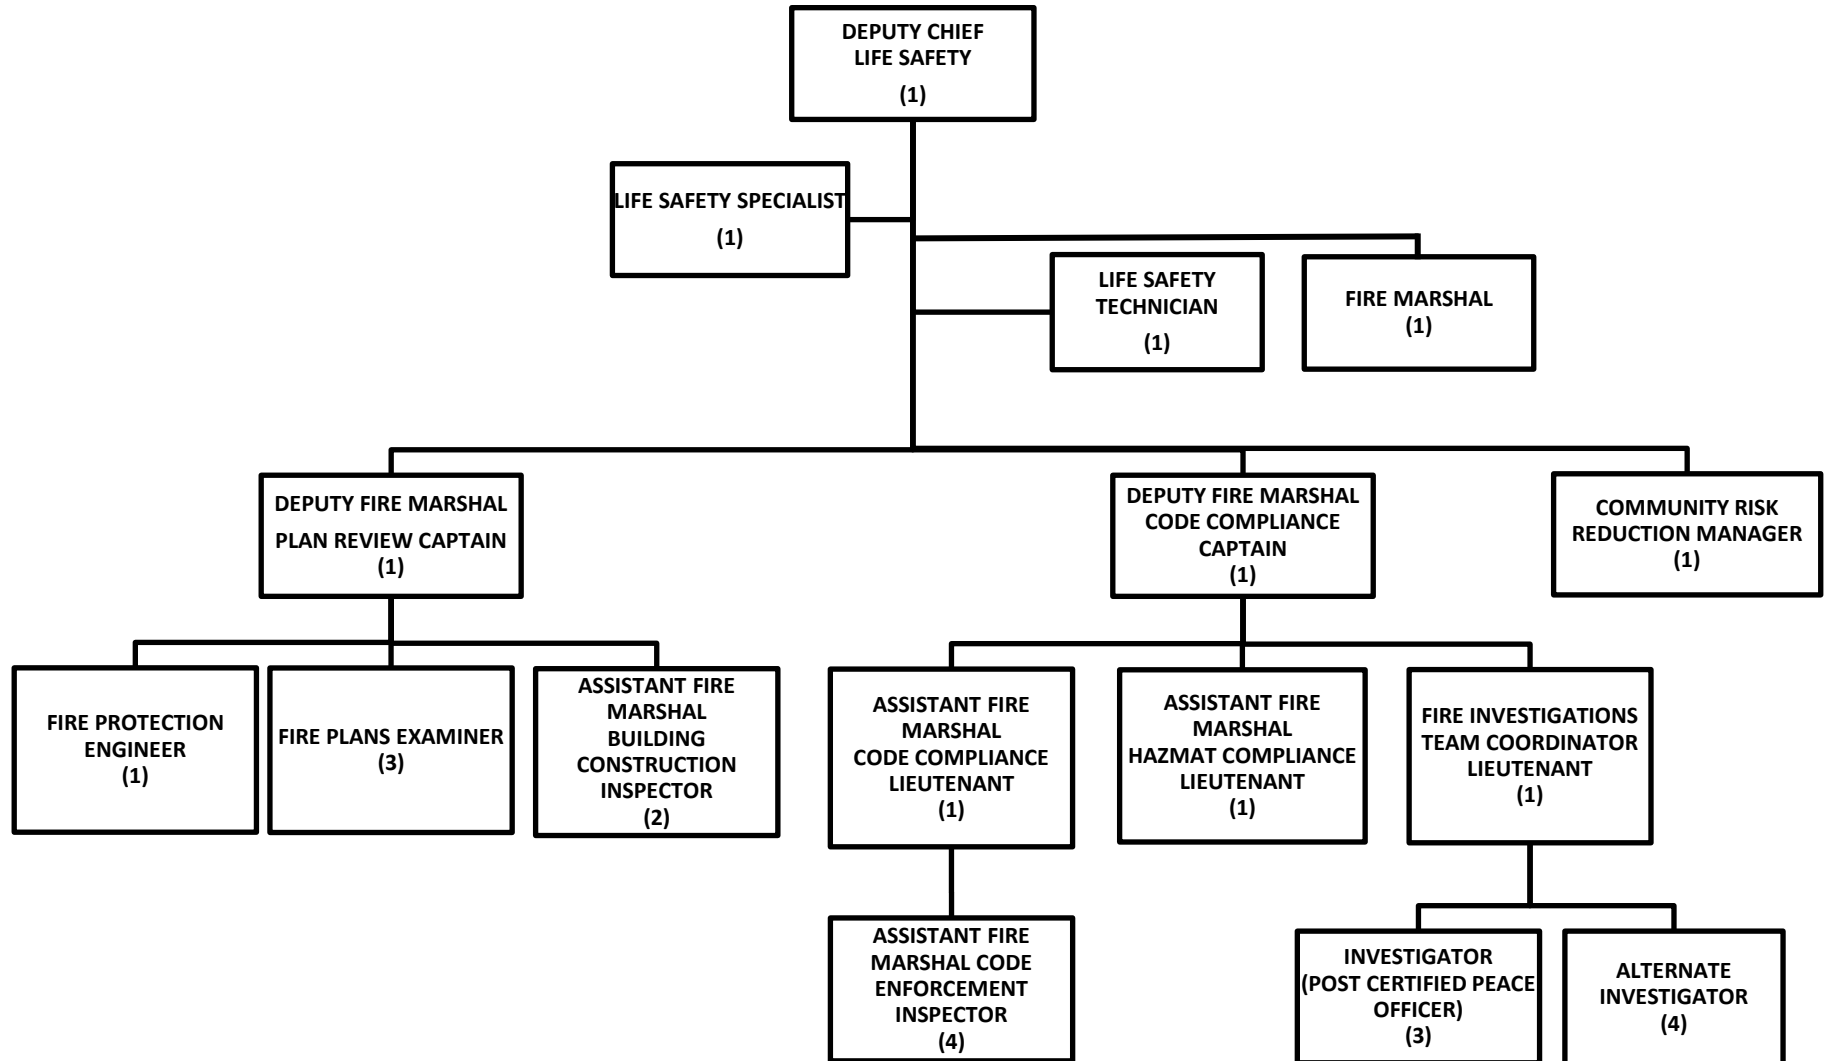 DEPUTY CHIEF
LIFE SAFETY
(1)
LIFE SAFETY SPECIALIST
(1)
LIFE SAFETY
TECHNICIAN
(1)
FIRE MARSHAL
(1)
DEPUTY FIRE MARSHAL
PLAN REVIEW CAPTAIN
(1)
DEPUTY FIRE MARSHAL
CODE COMPLIANCE
CAPTAIN
(1)
COMMUNITY RISK
REDUCTION MANAGER
(1)
FIRE PROTECTION
ENGINEER
(1)
FIRE PLANS EXAMINER
(3)
ASSISTANT FIRE
MARSHAL
BUILDING
CONSTRUCTION
INSPECTOR
(2)
ASSISTANT FIRE
MARSHAL
CODE COMPLIANCE
LIEUTENANT
(1)
ASSISTANT FIRE
MARSHAL
HAZMAT COMPLIANCE
LIEUTENANT
(1)
FIRE INVESTIGATIONS
TEAM COORDINATOR
LIEUTENANT
(1)
ASSISTANT FIRE
MARSHAL CODE
ENFORCEMENT
INSPECTOR
(4)
INVESTIGATOR
(POST CERTIFIED PEACE
OFFICER)
(3)
ALTERNATE
INVESTIGATOR
(4)